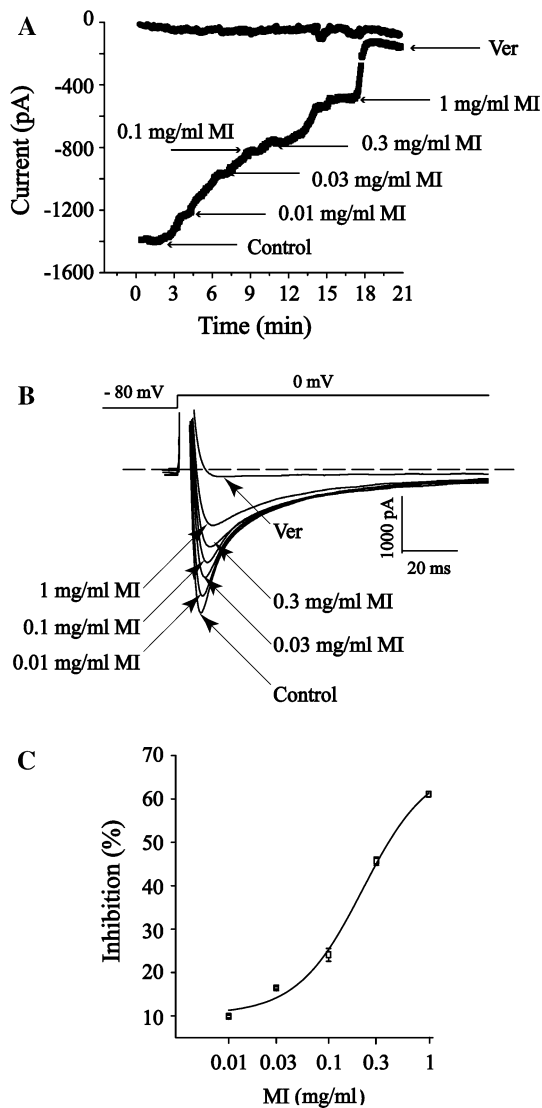 A
0
-400
-800
-1200
-1600
Current (pA)
Ver
1 mg/ml MI
0.1 mg/ml MI
0.3 mg/ml MI
0.03 mg/ml MI
0.01 mg/ml MI
Control
0 3 6 9 12 15 18 21
Time (min)
B
- 80 mV
0 mV
Ver
1000 pA
20 ms
1 mg/ml MI
0.3 mg/ml MI
0.1 mg/ml MI
0.03 mg/ml MI
0.01 mg/ml MI
Control
C
70
60
50
40
30
20
10
Inhibition (%)
0.01 0.03 0.1 0.3 1
MI (mg/ml)